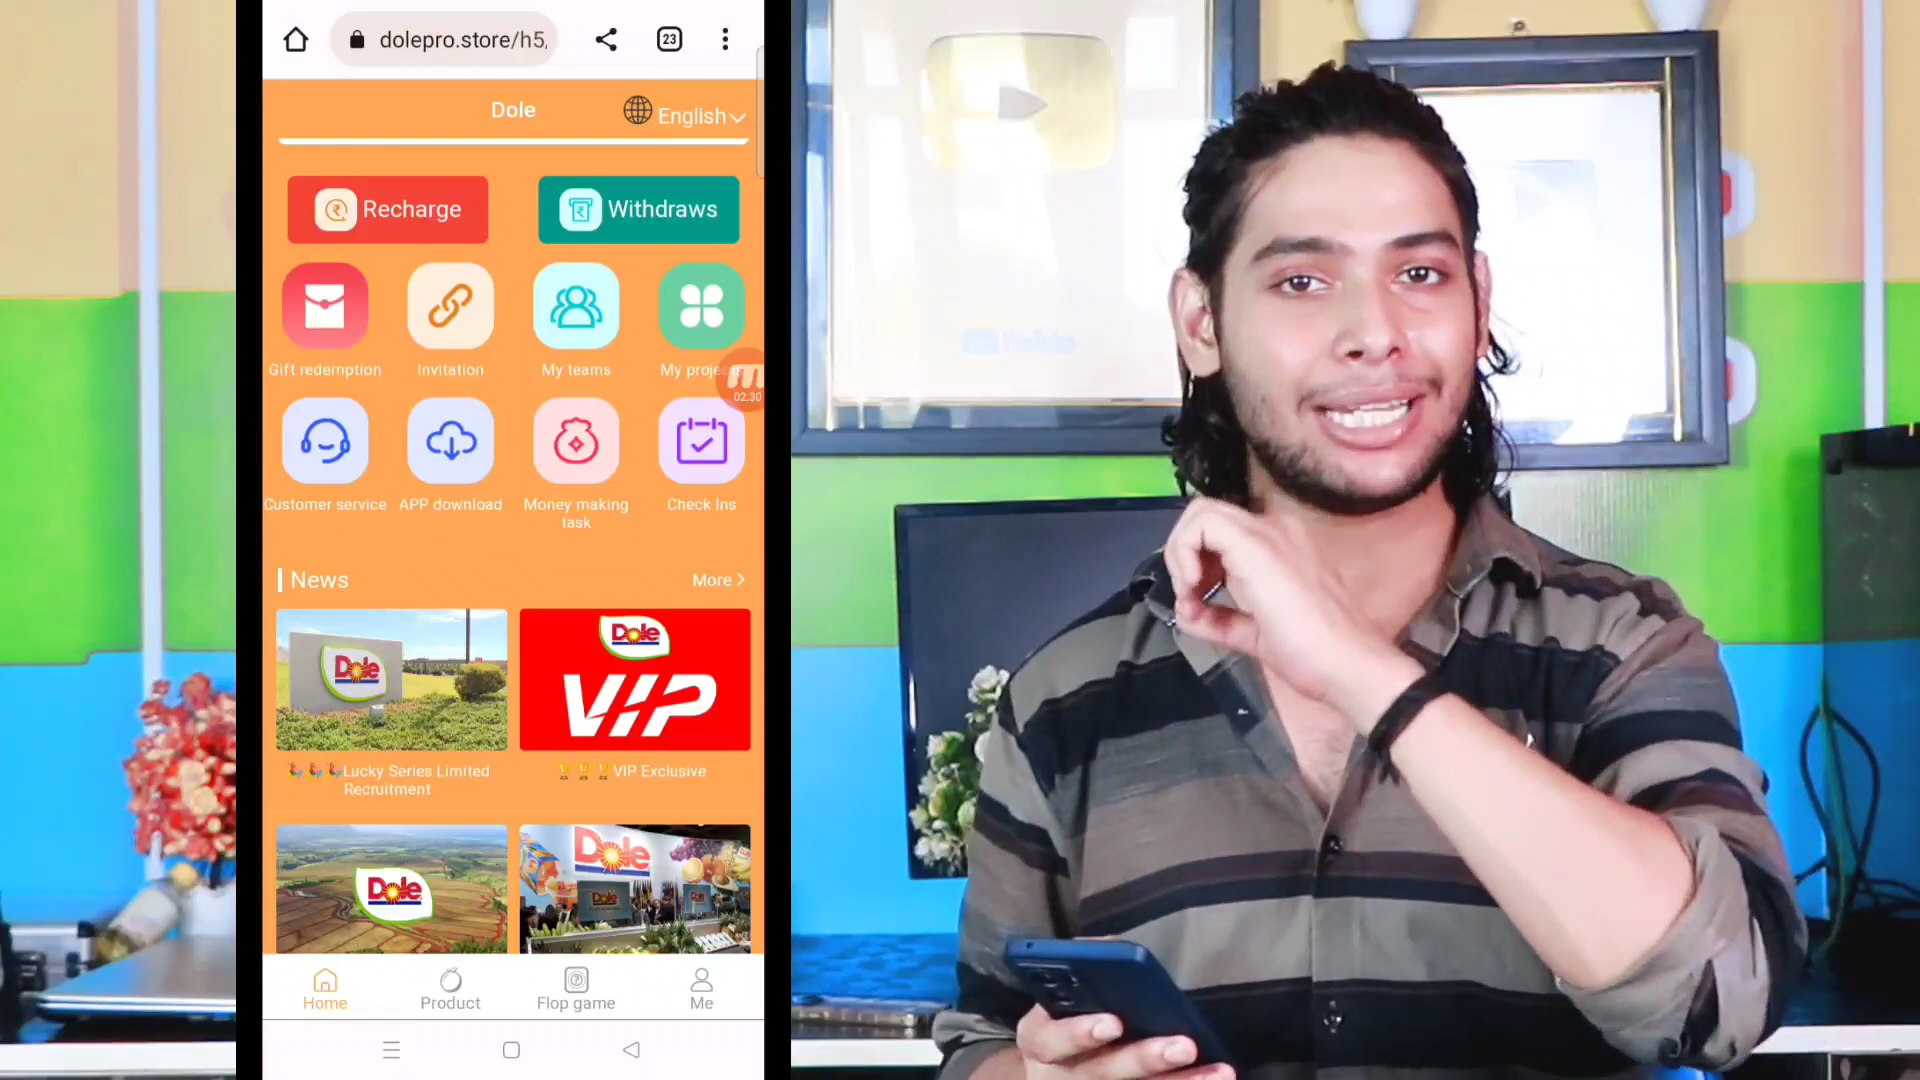 dolepro.store/h5
23
Dole
English
Recharge
Withdraws
Gift redemption
Invitation
My teams
My proje
02:30
Customer service
APP download
Money making
task
Check Ins
News
More
Dole
Dole
VIP
Lucky Series Limited
Recruitment
VIP Exclusive
Dole
Dole
Dole
Home
Product
Flop game
Me
YouTube